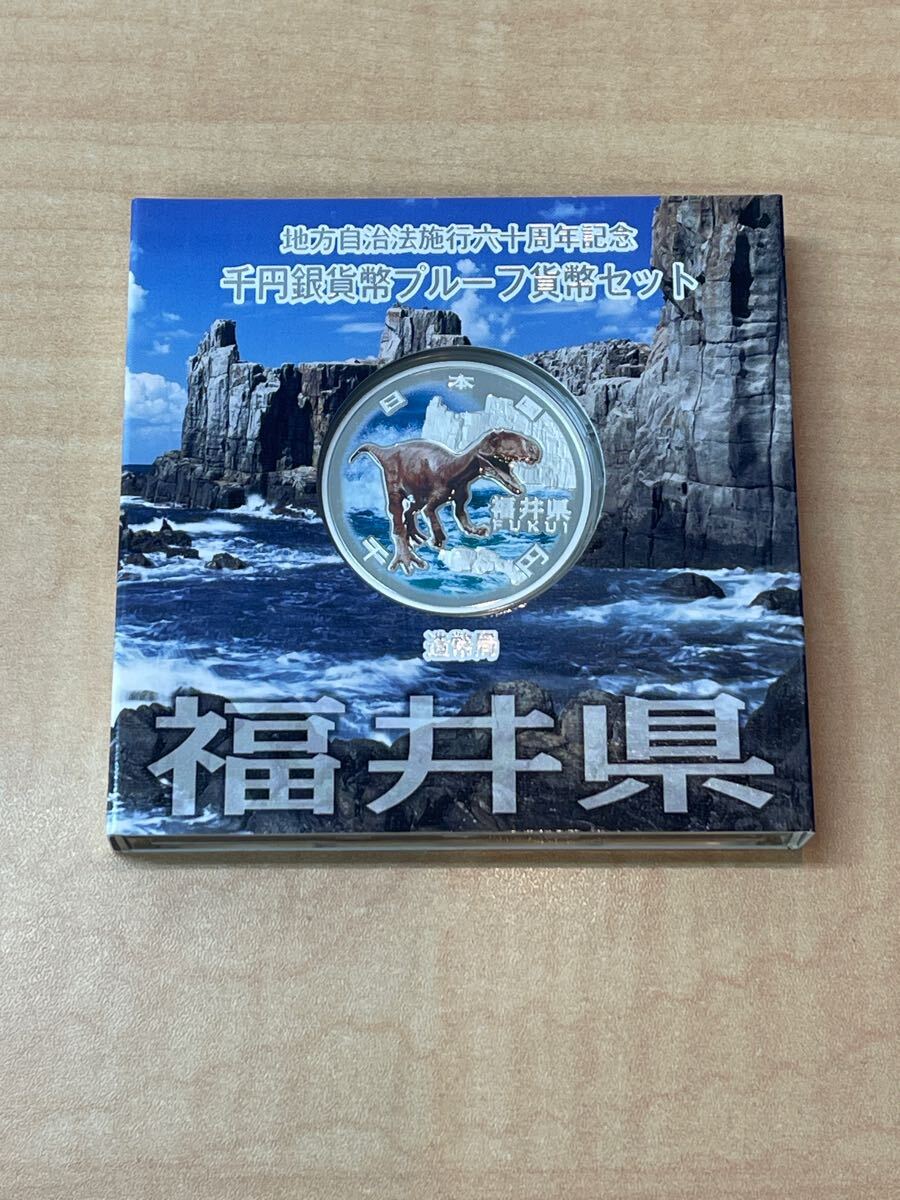 地方自治法施行六十周年記念
千円銀貨幣プルーフ貨幣セット
日本国
福井県
FUKUI
千円
造幣局
福井県